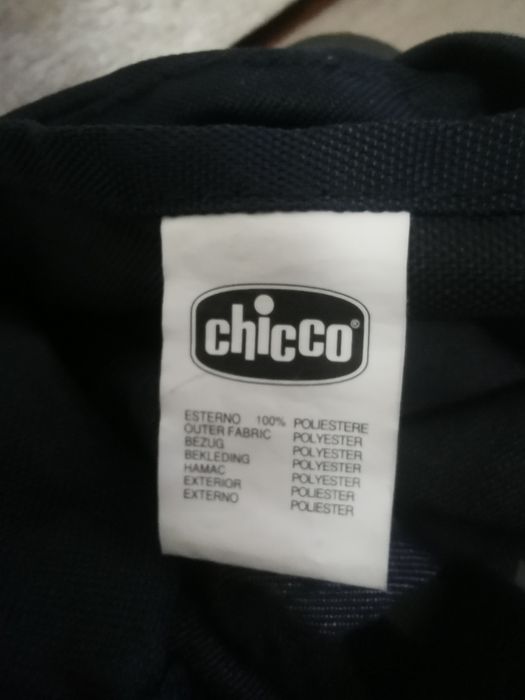 chicco®
ESTERNO 100% POLIESTERE
OUTER FABRIC POLYESTER
BEZUG POLYESTER
BEKLEDING POLYESTER
HAMAC POLYESTER
EXTERIOR POLIESTER
EXTERNO POLIESTER